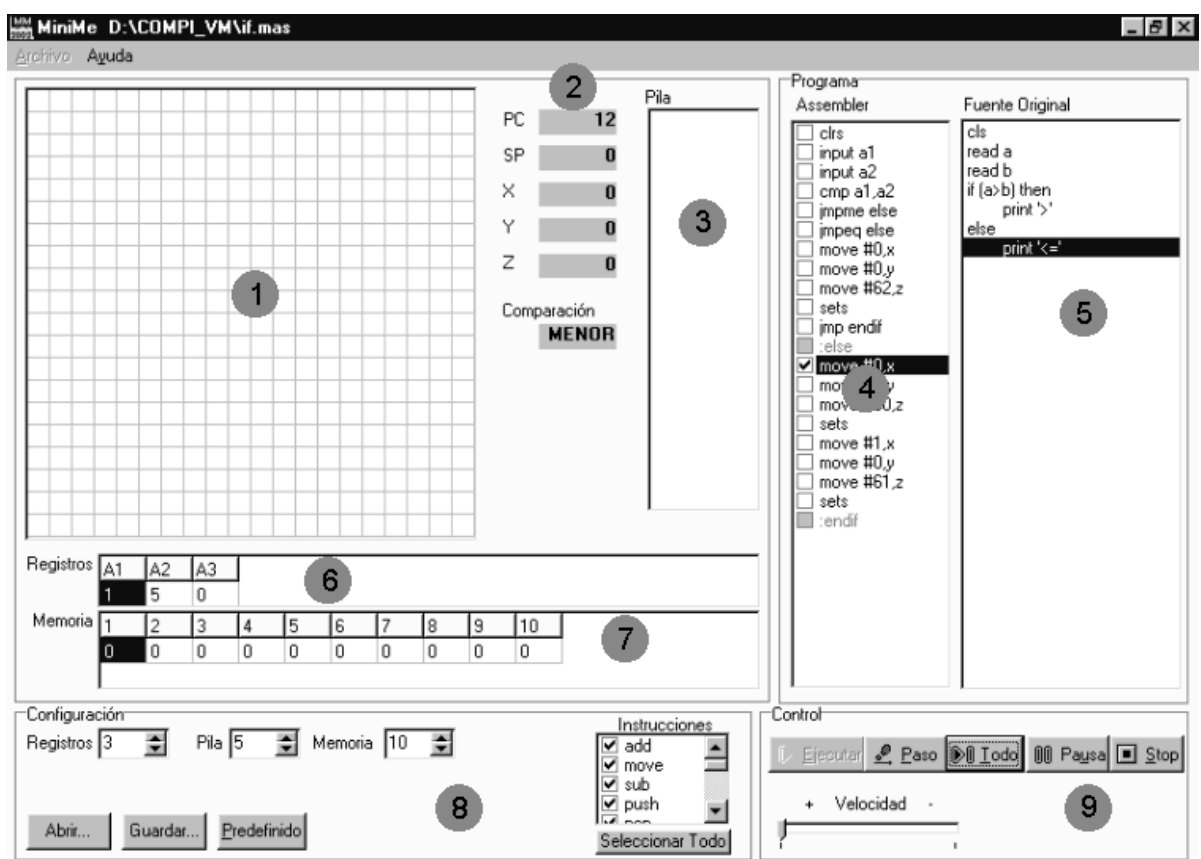 MM 2002 MiniMe D:\COMPI_VM\if.mas
Archivo Ayuda
1
2
PC 12
SP 0
X 0
Y 0
Z 0
Comparación
MENOR
Pila
3
Registros A1 A2 A3
1 5 0
6
Memoria 1 2 3 4 5 6 7 8 9 10
0 0 0 0 0 0 0 0 0 0
7
Programa
Assembler
clrs
input a1
input a2
cmp a1,a2
jmpme else
jmpeq else
move #0,x
move #0,y
move #62,z
sets
jmp endif
:else
move #0,x
4
sets
move #1,x
move #0,y
move #61,z
sets
:endif
Fuente Original
cls
read a
read b
if (a>b) then
print '>'
else
print '<='
5
Configuración
Registros 3 Pila 5 Memoria 10
Abrir... Guardar... Predefinido
8
Instrucciones
add
move
sub
push
pop
Seleccionar Todo
Control
Ejecutar Paso Todo Pausa Stop
+ Velocidad -
9